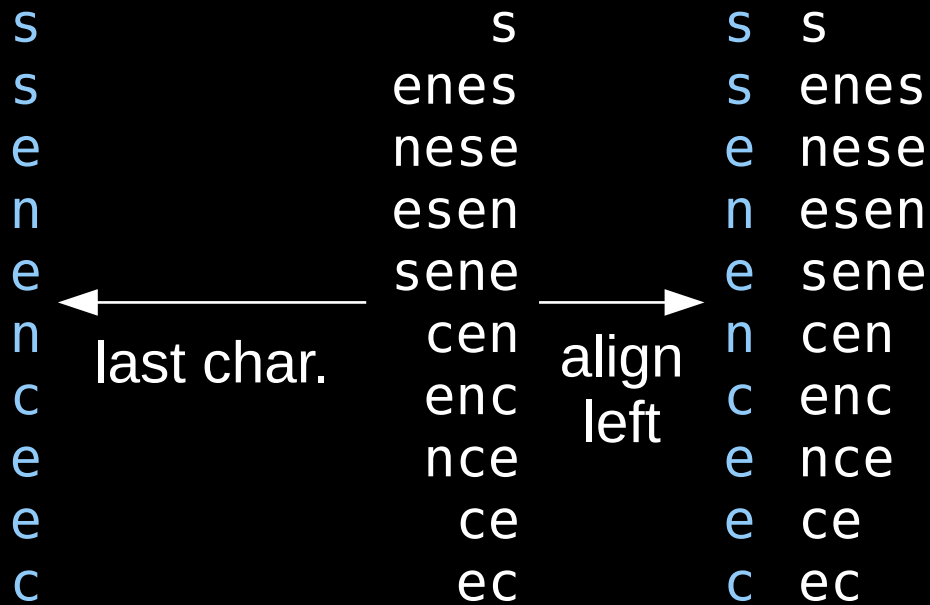 s s s s
s enes s enes
e nese e nese
n esen n esen
e sene e sene
n last char. cen align left n cen
c enc c enc
e nce e nce
e ce e ce
c ec c ec